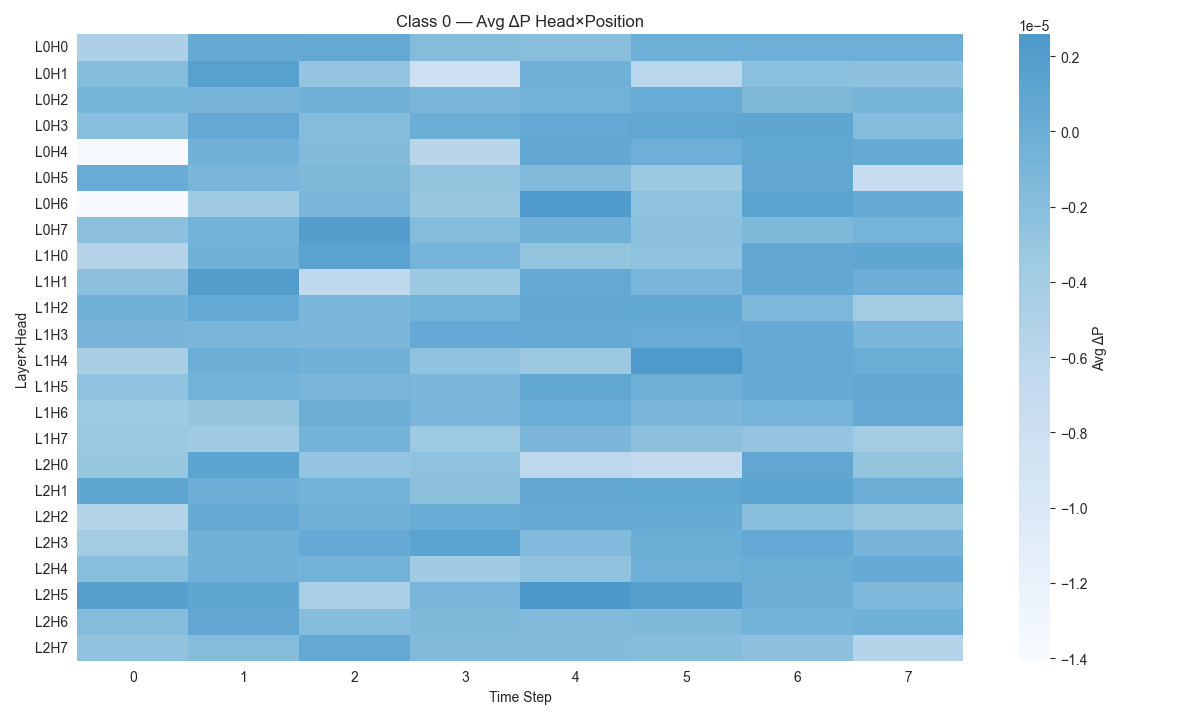 Class 0 — Avg ΔP Head×Position
1e−5
L0H0
L0H1
L0H2
L0H3
L0H4
L0H5
L0H6
L0H7
L1H0
L1H1
L1H2
L1H3
L1H4
L1H5
L1H6
L1H7
L2H0
L2H1
L2H2
L2H3
L2H4
L2H5
L2H6
L2H7
Layer×Head
0 1 2 3 4 5 6 7
Time Step
0.2
0.0
−0.2
−0.4
−0.6
−0.8
−1.0
−1.2
−1.4
Avg ΔP